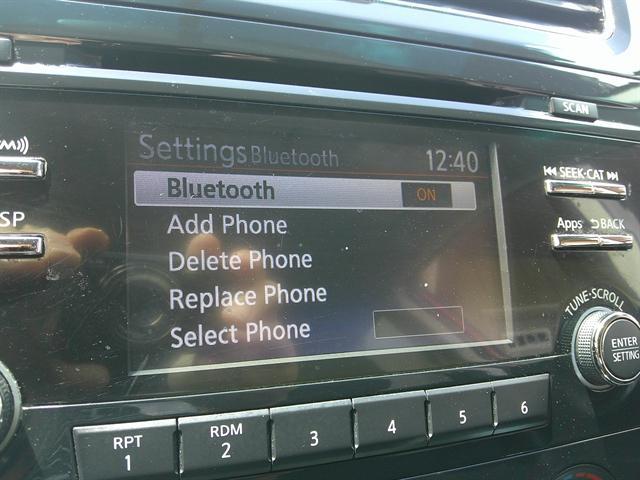 SCAN
Settings Bluetooth 12:40
SEEK·CAT
Bluetooth ON
SP
Add Phone
Apps BACK
Delete Phone
Replace Phone
TUNE·SCROLL
Select Phone
ENTER
SETTING
RPT
1
RDM
2
3
4
5
6